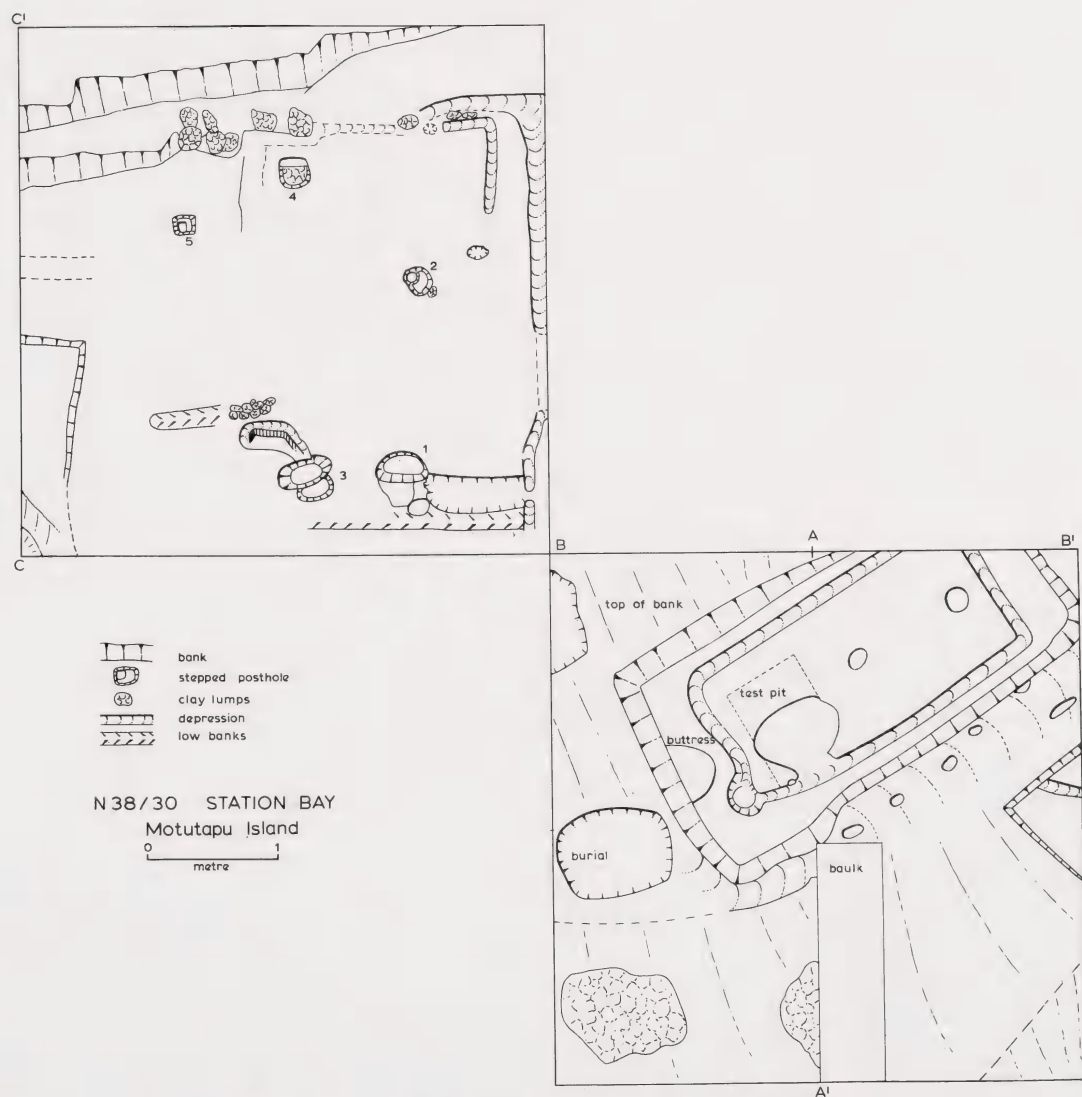 C'
4
5
2
1
3
C
B
A
B'
top of bank
test pit
buttress
burial
baulk
A'
bank
stepped posthole
clay lumps
depression
low banks
N38/30 STATION BAY
Motutapu Island
0 1
metre